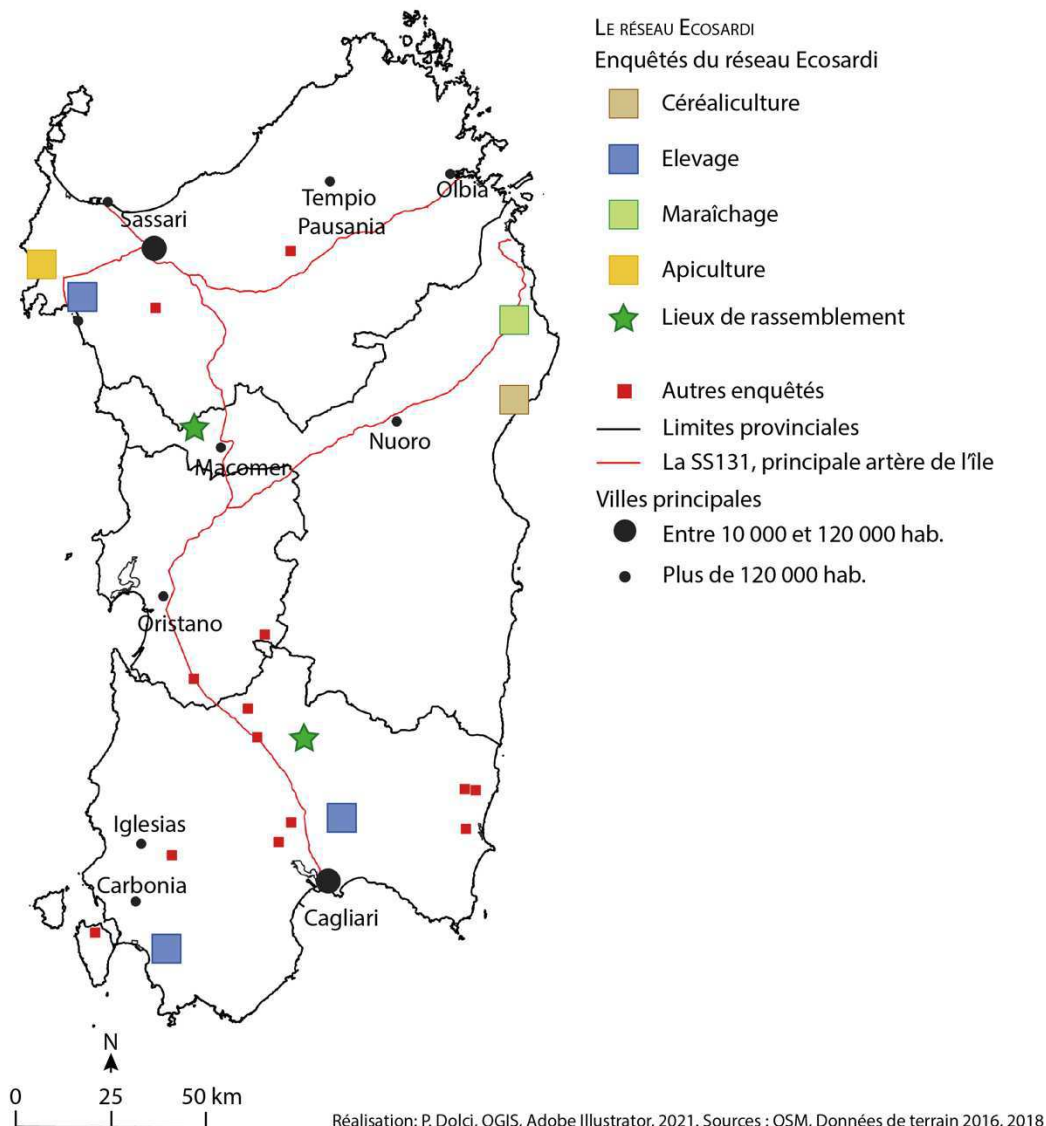 LE RÉSEAU ECOSARDI
Enquêtés du réseau Ecosardi
Céréaliculture
Elevage
Maraîchage
Apiculture
Lieux de rassemblement
Autres enquêtés
Limites provinciales
La SS131, principale artère de l'île
Villes principales
Entre 10 000 et 120 000 hab.
Plus de 120 000 hab.
Olbia
Tempio
Pausania
Sassari
Nuoro
Macomer
Oristano
Iglesias
Carbonia
Cagliari
N
0 25 50 km
Réalisation: P. Dolci, QGIS, Adobe Illustrator, 2021. Sources : OSM, Données de terrain 2016, 2018